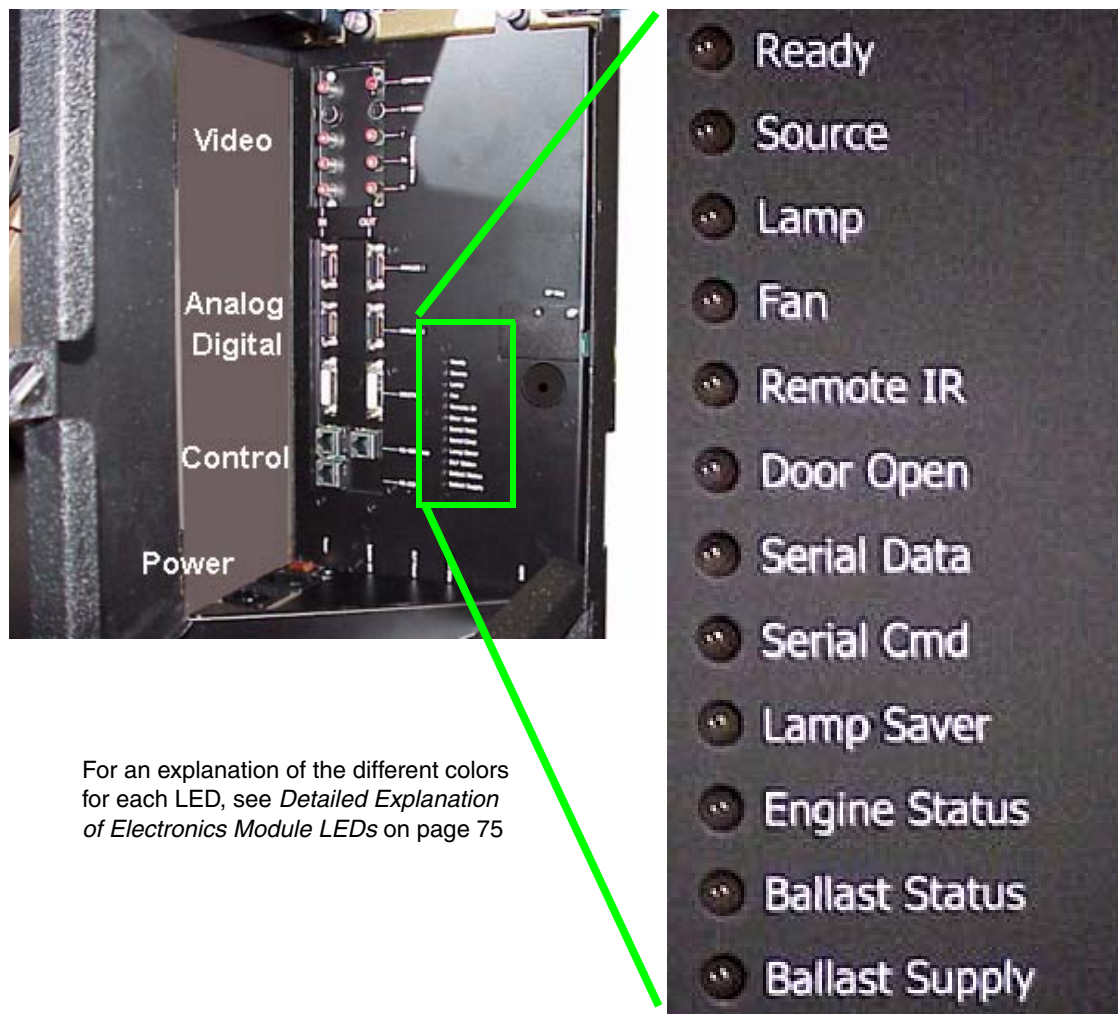 Video
IN
OUT
Analog
Digital
Control
Power
Ready
Source
Lamp
Fan
Remote IR
Door Open
Serial Data
Serial Cmd
Lamp Saver
Engine Status
Ballast Status
Ballast Supply
For an explanation of the different colors
for each LED, see Detailed Explanation
of Electronics Module LEDs on page 75